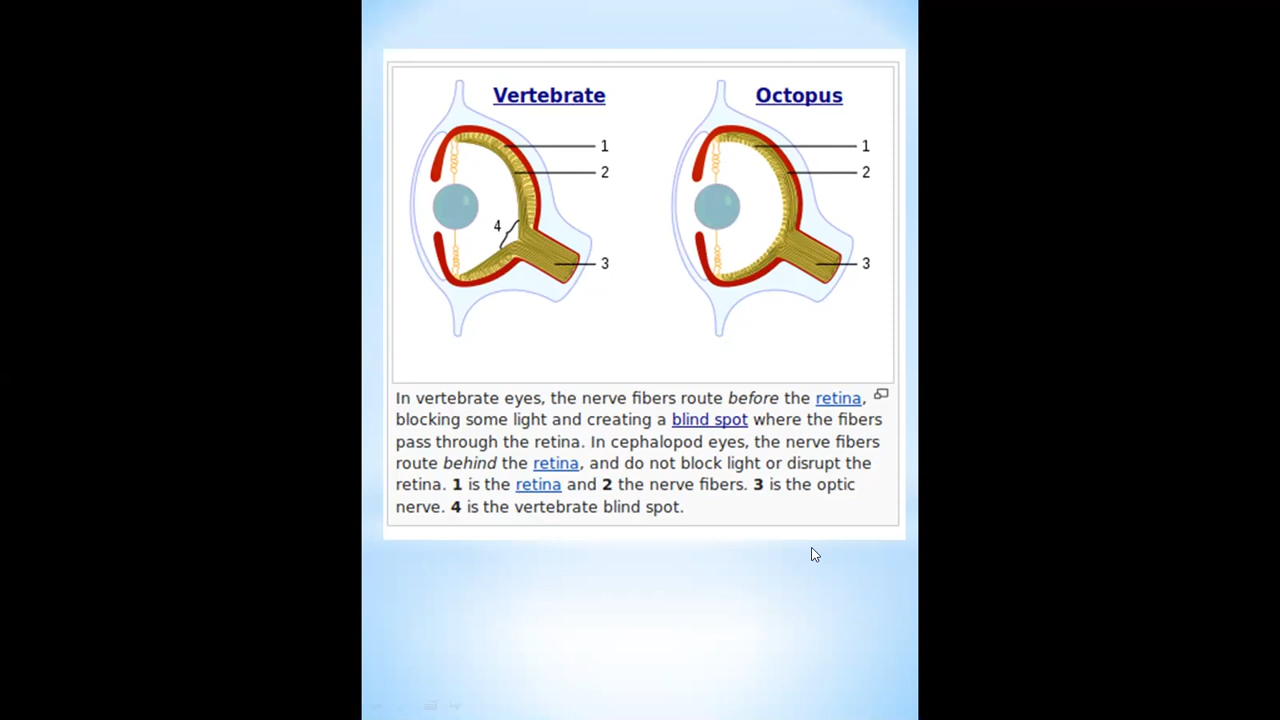 Vertebrate Octopus
1 1
2 2
4
3 3
In vertebrate eyes, the nerve fibers route before the retina,
blocking some light and creating a blind spot where the fibers
pass through the retina. In cephalopod eyes, the nerve fibers
route behind the retina, and do not block light or disrupt the
retina. 1 is the retina and 2 the nerve fibers. 3 is the optic
nerve. 4 is the vertebrate blind spot.